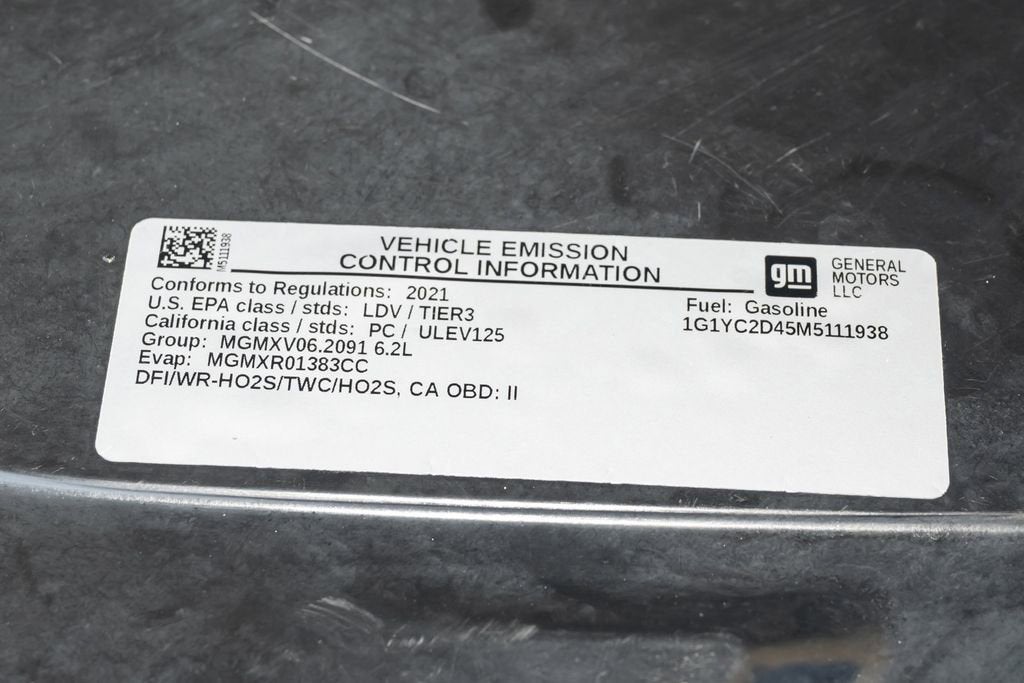 M5111938
VEHICLE EMISSION
CONTROL INFORMATION
gm
GENERAL
MOTORS
LLC
Conforms to Regulations: 2021
U.S. EPA class / stds: LDV / TIER3
California class / stds: PC / ULEV125
Group: MGMXV06.2091 6.2L
Evap: MGMXR01383CC
DFI/WR-HO2S/TWC/HO2S, CA OBD: II
Fuel: Gasoline
1G1YC2D45M5111938